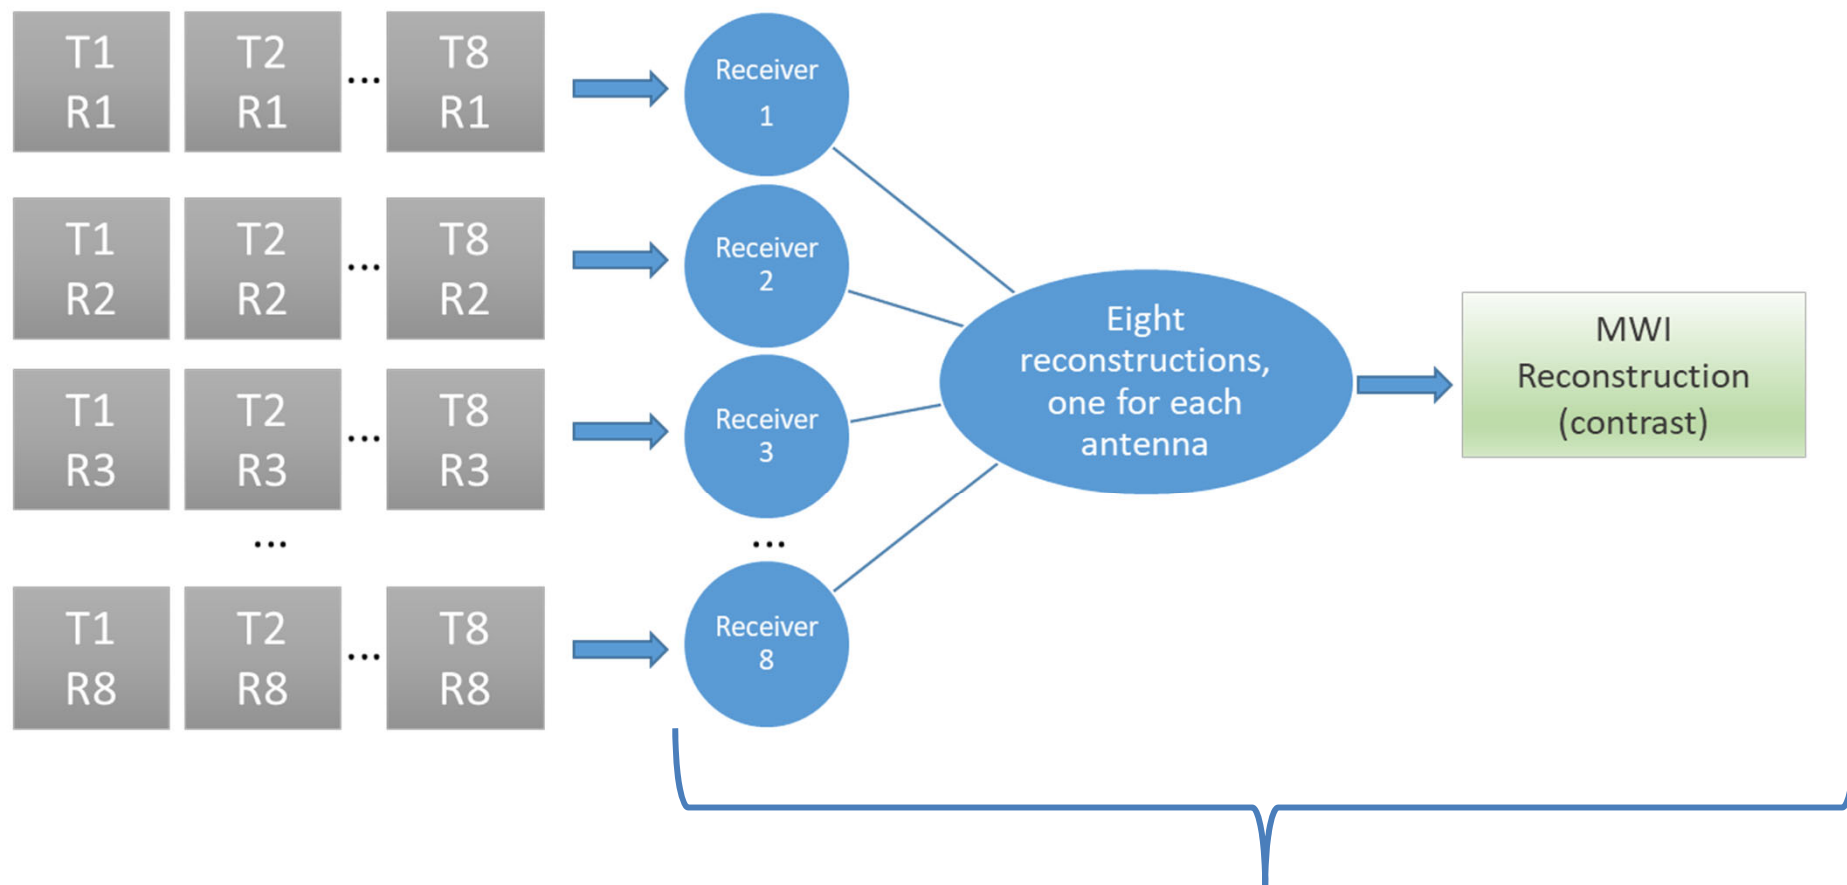 T1
R1
T2
R1
...
T8
R1
Receiver
1
T1
R2
T2
R2
...
T8
R2
Receiver
2
T1
R3
T2
R3
...
T8
R3
Receiver
3
...
...
T1
R8
T2
R8
...
T8
R8
Receiver
8
Eight
reconstructions,
one for each
antenna
MWI
Reconstruction
(contrast)